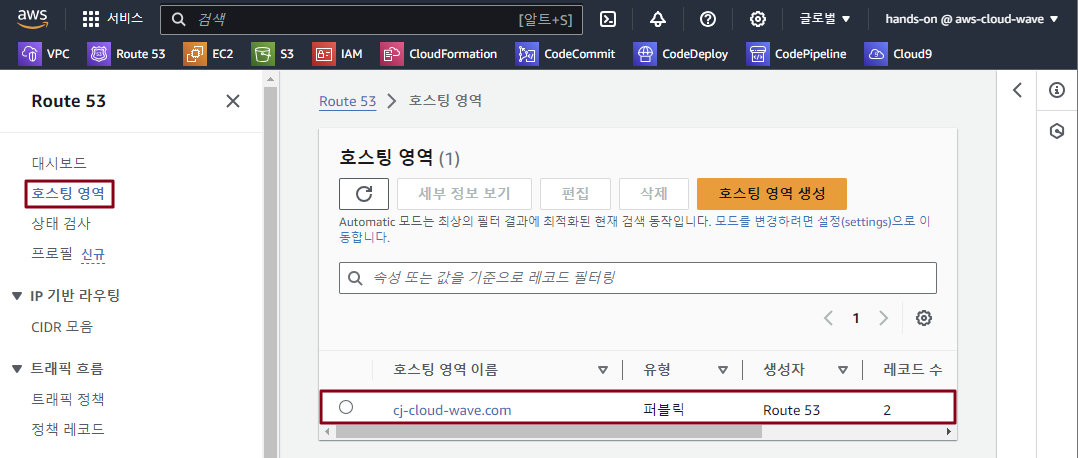 aws 서비스 검색 [알트+S] 글로벌 hands-on @ aws-cloud-wave
VPC Route 53 EC2 S3 IAM CloudFormation CodeCommit CodeDeploy CodePipeline Cloud9
Route 53
대시보드
호스팅 영역
상태 검사
프로필 신규
IP 기반 라우팅
CIDR 모음
트래픽 흐름
트래픽 정책
정책 레코드
Route 53 호스팅 영역
호스팅 영역 (1)
세부 정보 보기 편집 삭제 호스팅 영역 생성
Automatic 모드는 최상의 필터 결과에 최적화된 현재 검색 동작입니다. 모드를 변경하려면 설정(settings)으로 이
동합니다.
속성 또는 값을 기준으로 레코드 필터링
1
호스팅 영역 이름 유형 생성자 레코드 수
cj-cloud-wave.com 퍼블릭 Route 53 2